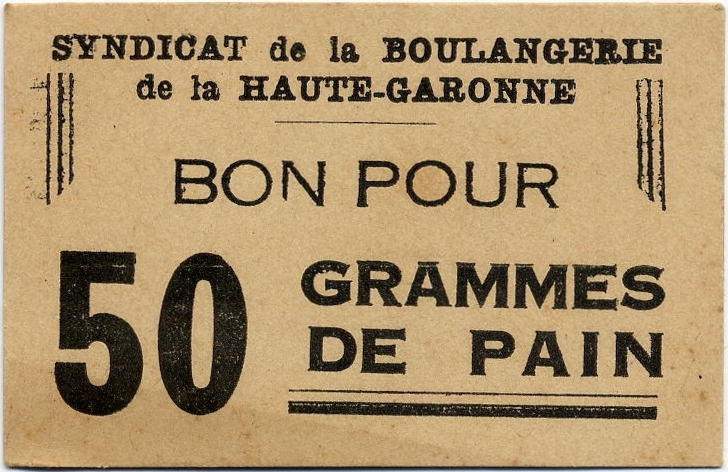 SYNDICAT de la BOULANGERIE
de la HAUTE-GARONNE
BON POUR
50 GRAMMES
DE PAIN